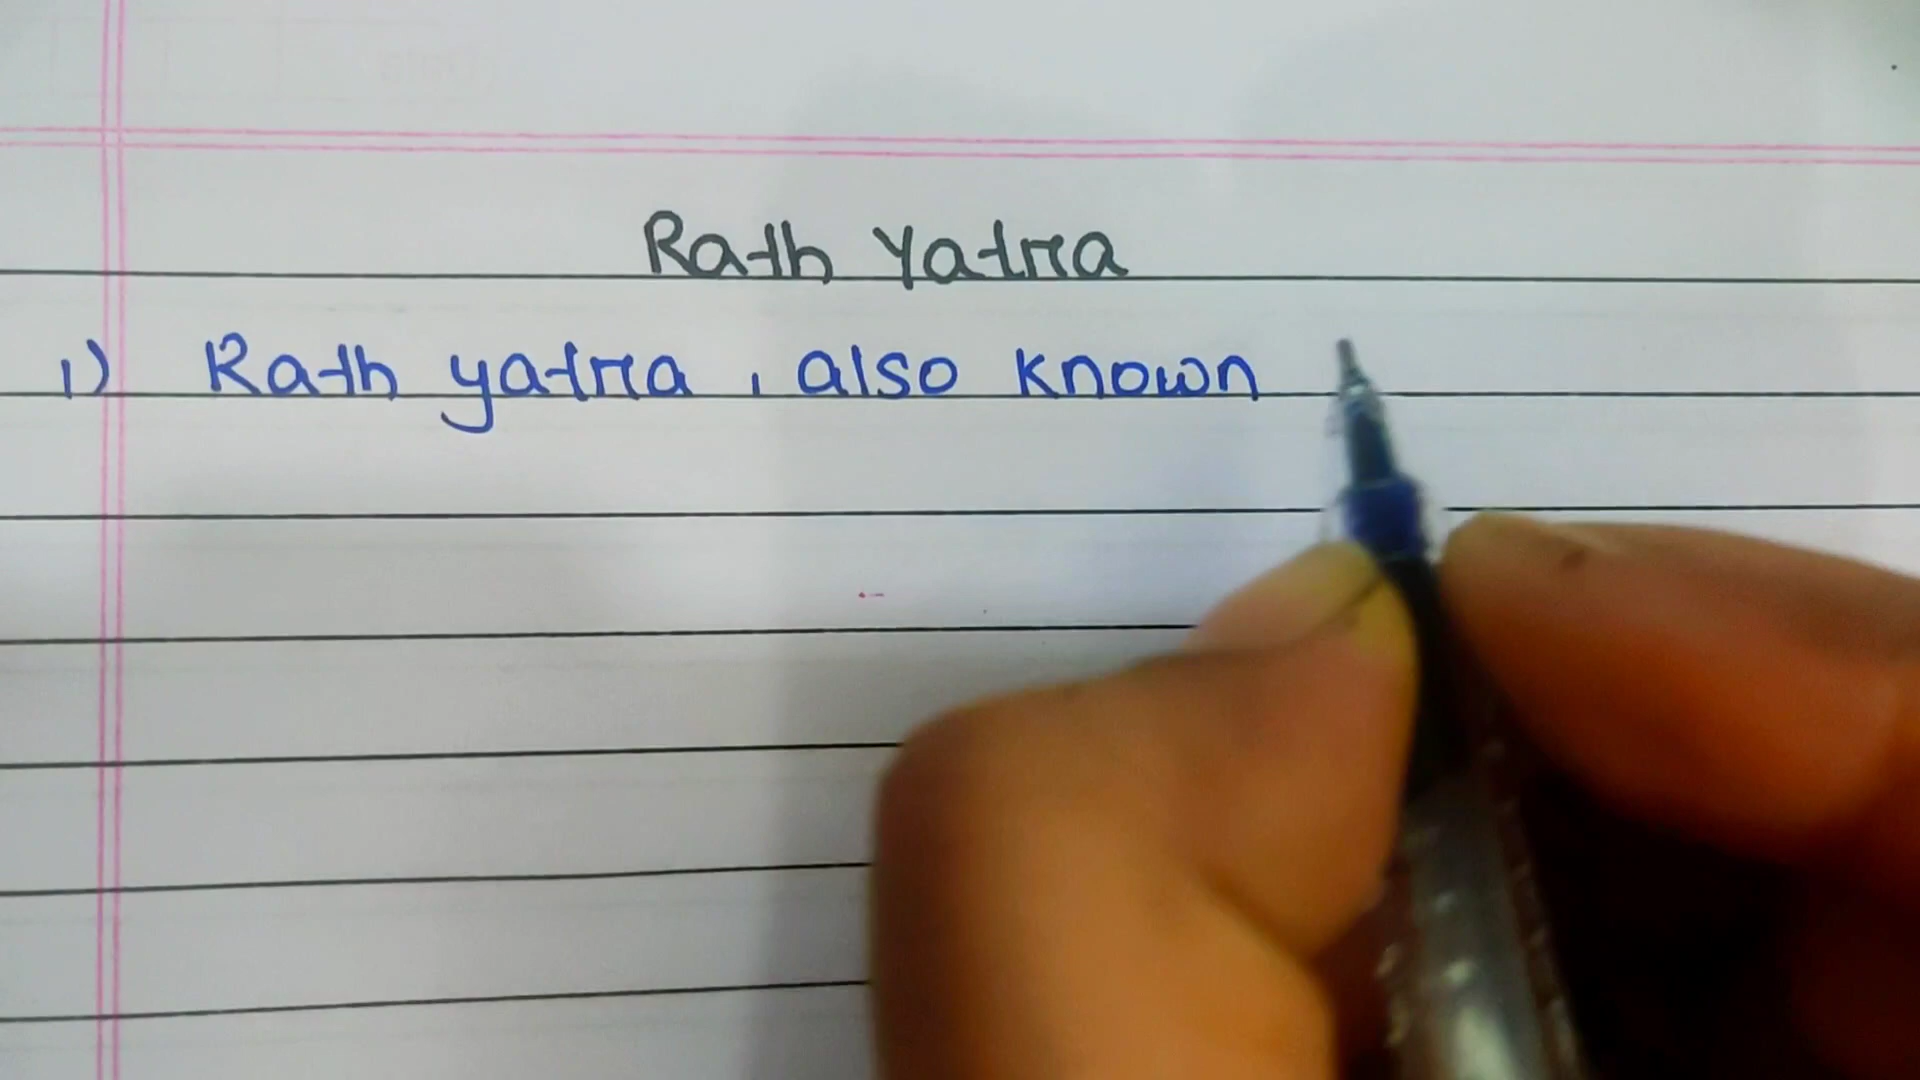 Rath Yatra
1) Rath yatra, also known